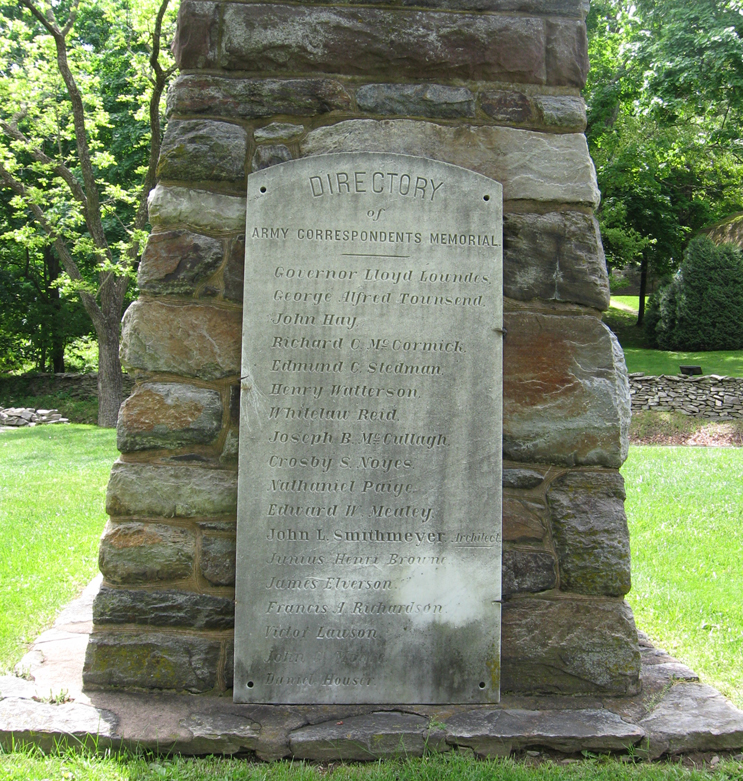 DIRECTORY
of
ARMY CORRESPONDENTS MEMORIAL
Governor Lloyd Loundes.
George Alfred Townsend.
John Hay.
Richard C. McCormick.
Edmund C. Stedman.
Henry Watterson.
Whitelaw Reid.
Joseph B. McCullagh.
Crosby S. Noyes.
Nathaniel Paige.
Edward W. Mealey.
John L. Smithmeyer, Architect.
Junius Henri Browne
James Elverson
Francis A. Richardson
Victor Lawson
John
Daniel Houser